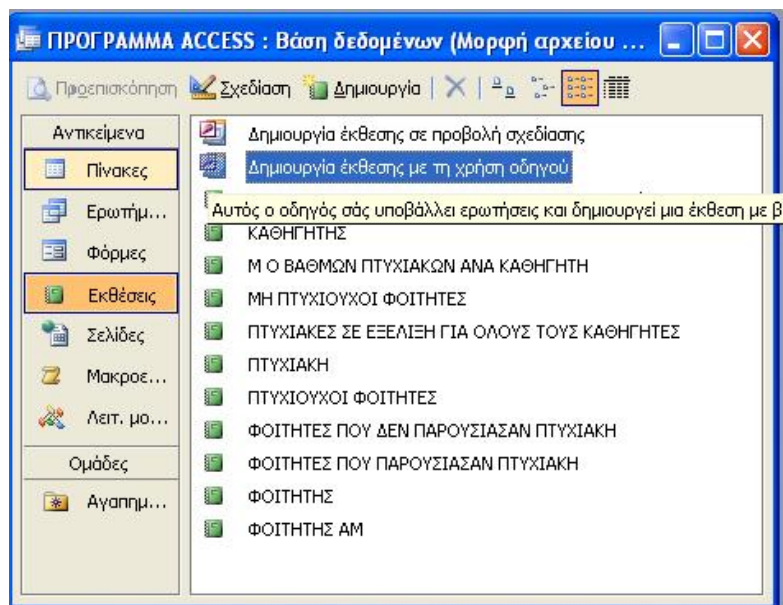 ΠΡΟΓΡΑΜΜΑ ACCESS : Βάση δεδομένων (Μορφή αρχείου ...
Προεπισκόπηση Σχεδίαση Δημιουργία
Αντικείμενα
Πίνακες
Ερωτήμ...
Φόρμες
Εκθέσεις
Σελίδες
Μακροε...
Λειτ. μο...
Ομάδες
Αγαπημ...
Δημιουργία έκθεσης σε προβολή σχεδίασης
Δημιουργία έκθεσης με τη χρήση οδηγού
Αυτός ο οδηγός σάς υποβάλλει ερωτήσεις και δημιουργεί μια έκθεση με β
ΚΑΘΗΓΗΤΗΣ
Μ Ο ΒΑΘΜΩΝ ΠΤΥΧΙΑΚΩΝ ΑΝΑ ΚΑΘΗΓΗΤΗ
ΜΗ ΠΤΥΧΙΟΥΧΟΙ ΦΟΙΤΗΤΕΣ
ΠΤΥΧΙΑΚΕΣ ΣΕ ΕΞΕΛΙΞΗ ΓΙΑ ΟΛΟΥΣ ΤΟΥΣ ΚΑΘΗΓΗΤΕΣ
ΠΤΥΧΙΑΚΗ
ΠΤΥΧΙΟΥΧΟΙ ΦΟΙΤΗΤΕΣ
ΦΟΙΤΗΤΕΣ ΠΟΥ ΔΕΝ ΠΑΡΟΥΣΙΑΣΑΝ ΠΤΥΧΙΑΚΗ
ΦΟΙΤΗΤΕΣ ΠΟΥ ΠΑΡΟΥΣΙΑΣΑΝ ΠΤΥΧΙΑΚΗ
ΦΟΙΤΗΤΗΣ
ΦΟΙΤΗΤΗΣ ΑΜ